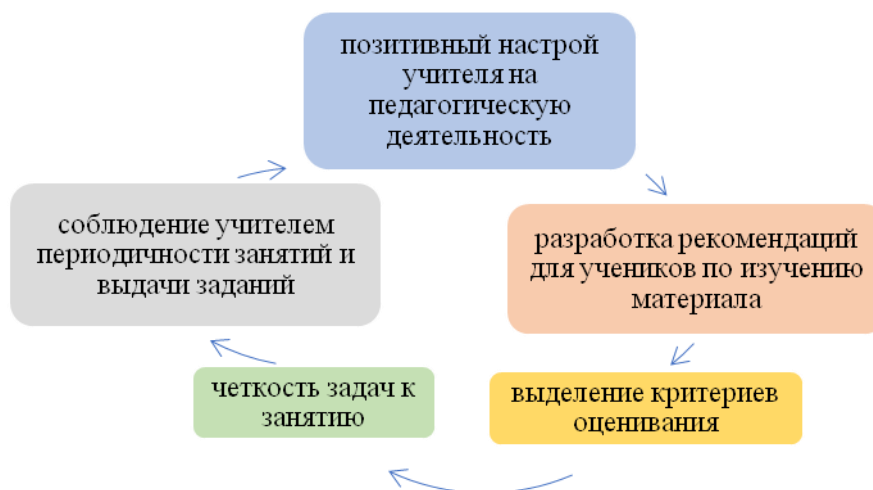 позитивный настрой
учителя на
педагогическую
деятельность
соблюдение учителем
периодичности занятий и
выдачи заданий
разработка рекомендаций
для учеников по изучению
материала
четкость задач к
занятию
выделение критериев
оценивания